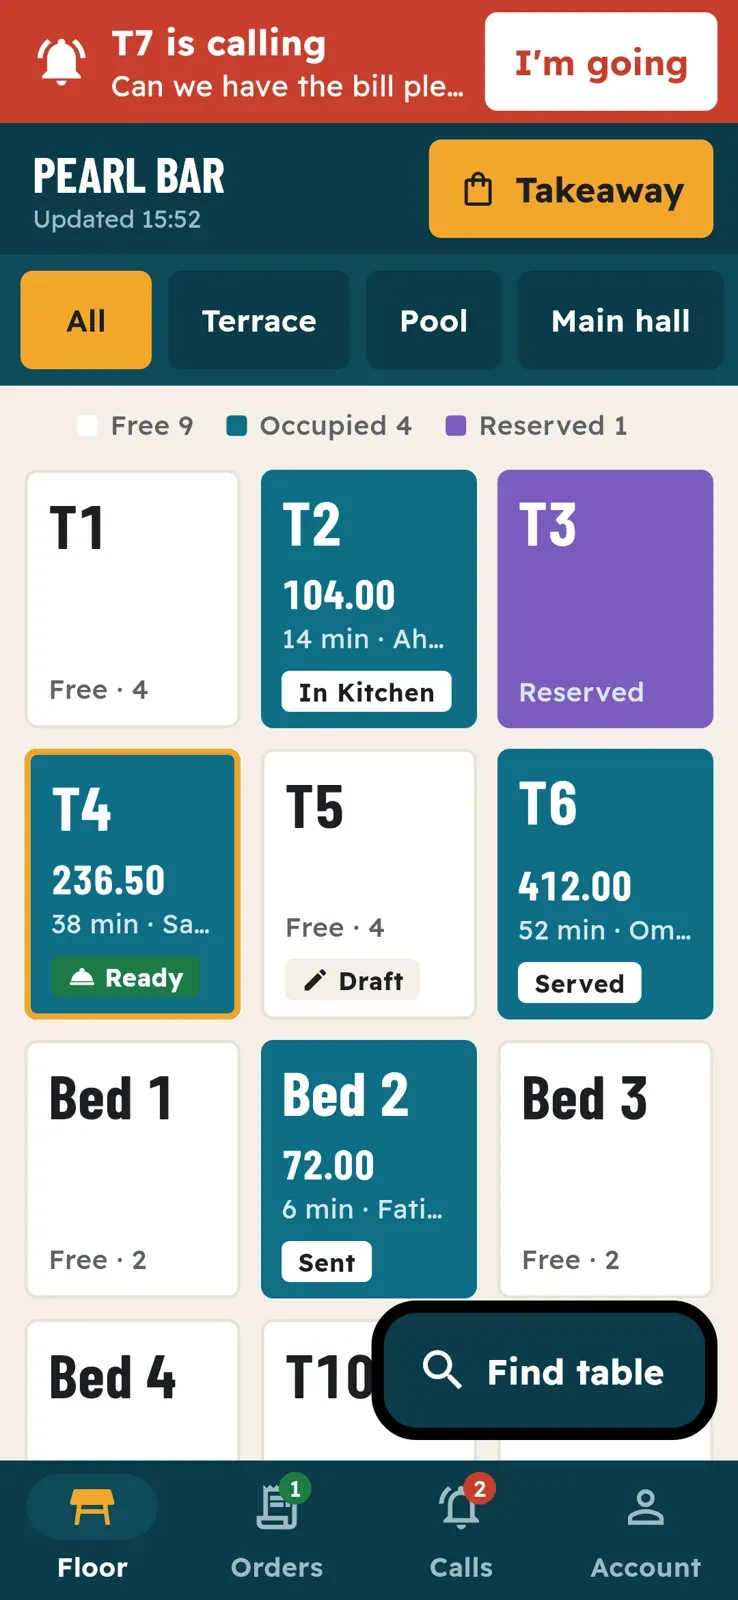 T7 is calling
Can we have the bill ple...
I'm going
PEARL BAR
Updated 15:52
Takeaway
All
Terrace
Pool
Main hall
Free 9
Occupied 4
Reserved 1
T1
Free · 4
T2
104.00
14 min · Ah...
In Kitchen
T3
Reserved
T4
236.50
38 min · Sa...
Ready
T5
Free · 4
Draft
T6
412.00
52 min · Om...
Served
Bed 1
Free · 2
Bed 2
72.00
6 min · Fati...
Sent
Bed 3
Free · 2
Bed 4
T10
Find table
1
2
Floor
Orders
Calls
Account